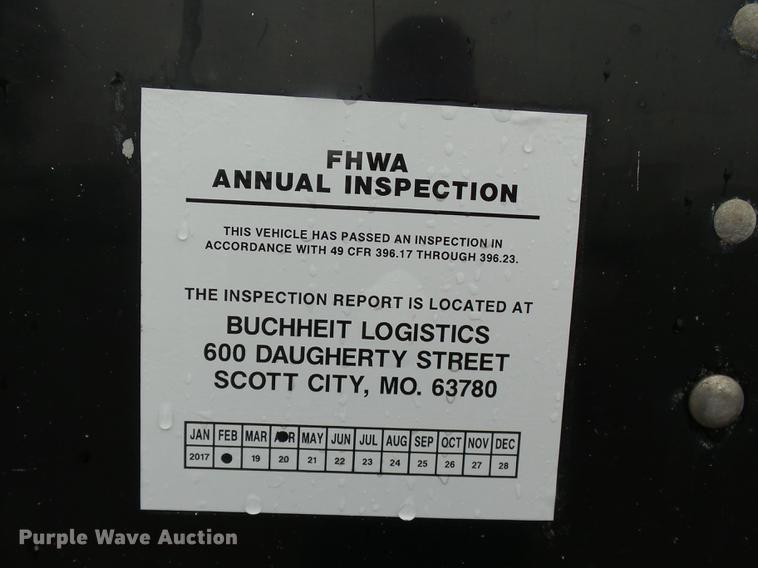 FHWA
ANNUAL INSPECTION
THIS VEHICLE HAS PASSED AN INSPECTION IN
ACCORDANCE WITH 49 CFR 396.17 THROUGH 396.23.
THE INSPECTION REPORT IS LOCATED AT
BUCHHEIT LOGISTICS
600 DAUGHERTY STREET
SCOTT CITY, MO. 63780
JAN FEB MAR MAY JUN JUL AUG SEP OCT NOV DEC
2017 19 20 21 22 23 24 25 26 27 28
Purple Wave Auction